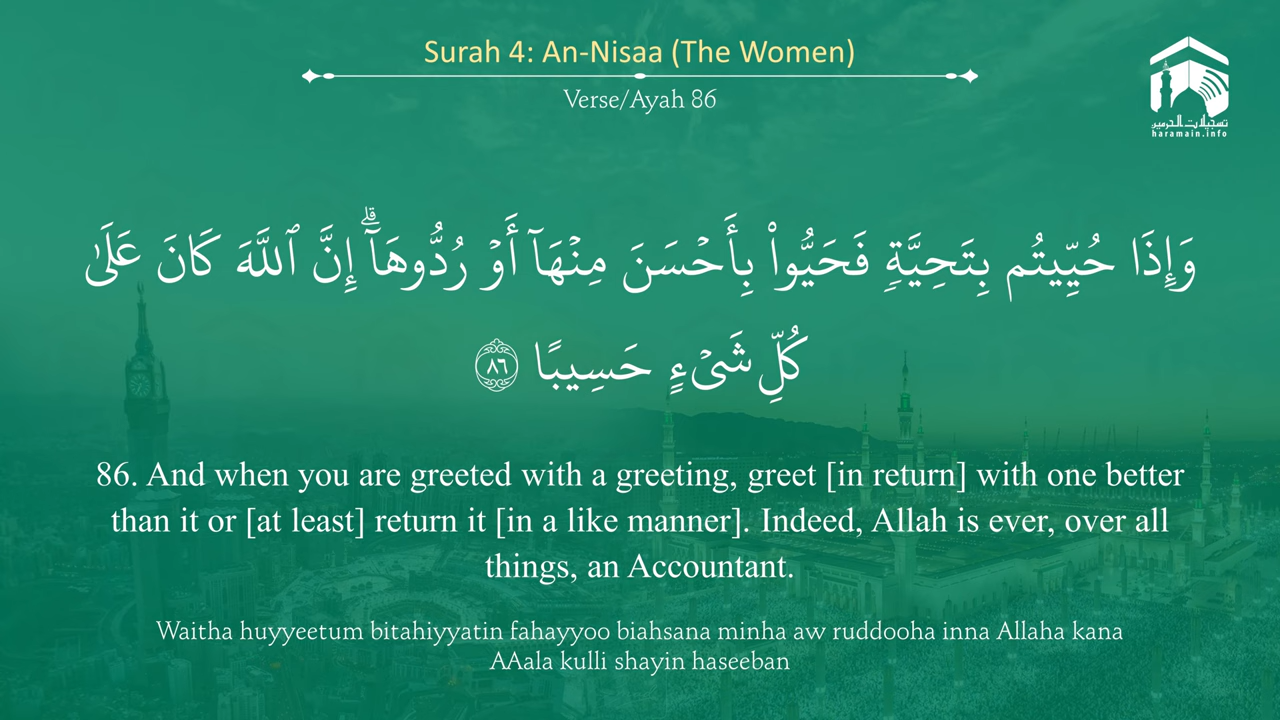 Surah 4: An-Nisaa (The Women)
Verse/Ayah 86
تسجيلات الحرمين
haramain.info
وَإِذَا حُيِّيتُم بِتَحِيَّةٍ فَحَيُّوا۟ بِأَحْسَنَ مِنْهَآ أَوْ رُدُّوهَآ ۗ إِنَّ ٱللَّهَ كَانَ عَلَىٰ
كُلِّ شَىْءٍ حَسِيبًا ٨٦
86. And when you are greeted with a greeting, greet [in return] with one better
than it or [at least] return it [in a like manner]. Indeed, Allah is ever, over all
things, an Accountant.
Waitha huyyeetum bitahiyyatin fahayyoo biahsana minha aw ruddooha inna Allaha kana
AAala kulli shayin haseeban